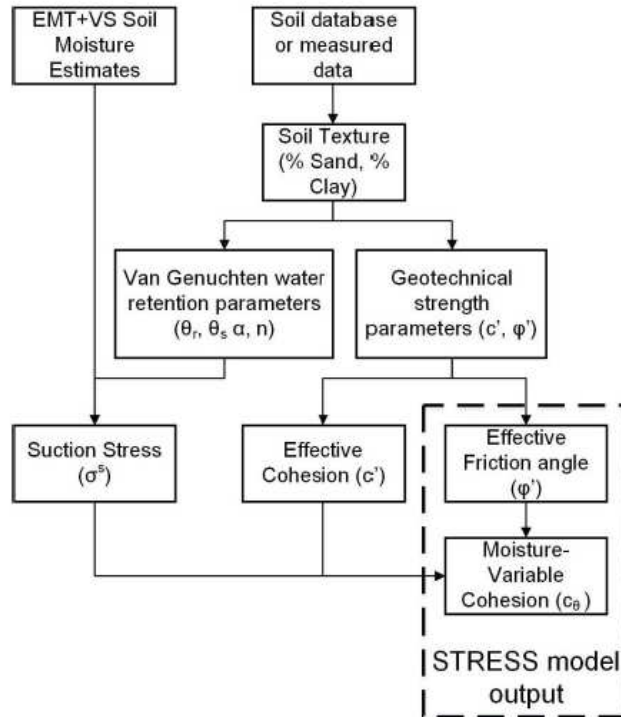 EMT+VS Soil
Moisture
Estimates
Soil database
or measured
data
Soil Texture
(% Sand, %
Clay)
Van Genuchten water
retention parameters
(θr, θs α, n)
Geotechnical
strength
parameters (c', φ')
Suction Stress
(σˢ)
Effective
Cohesion (c')
Effective
Friction angle
(φ')
Moisture-
Variable
Cohesion (cθ)
STRESS model
output